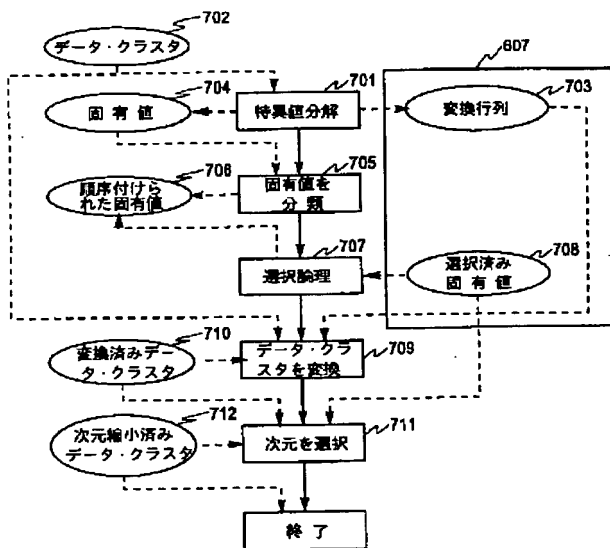 702
データ・クラスタ
607
704
701
703
固有値
特異値分解
変換行列
706
705
順序付けら
れた固有値
固有値を
分類
707
708
選択論理
選択済み
固有値
710
709
変換済みデー
タ・クラスタ
データ・クラ
スタを変換
712
711
次元縮小済み
データ・クラスタ
次元を選択
終了